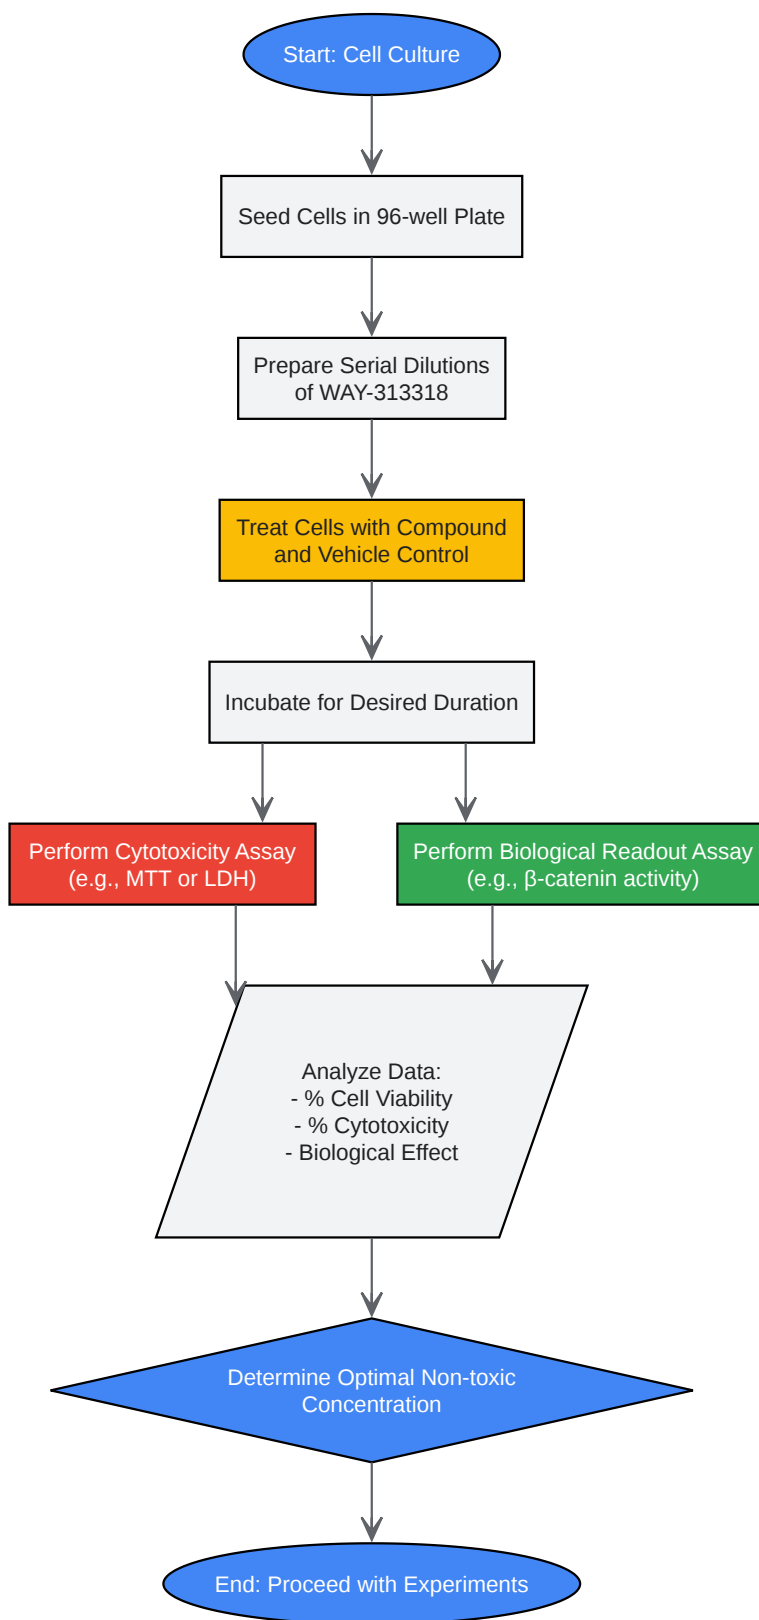 Start: Cell Culture
Seed Cells in 96-well Plate
Prepare Serial Dilutions
of WAY-313318
Treat Cells with Compound
and Vehicle Control
Incubate for Desired Duration
Perform Cytotoxicity Assay
(e.g., MTT or LDH)
Perform Biological Readout Assay
(e.g., β-catenin activity)
Analyze Data:
- % Cell Viability
- % Cytotoxicity
- Biological Effect
Determine Optimal Non-toxic
Concentration
End: Proceed with Experiments